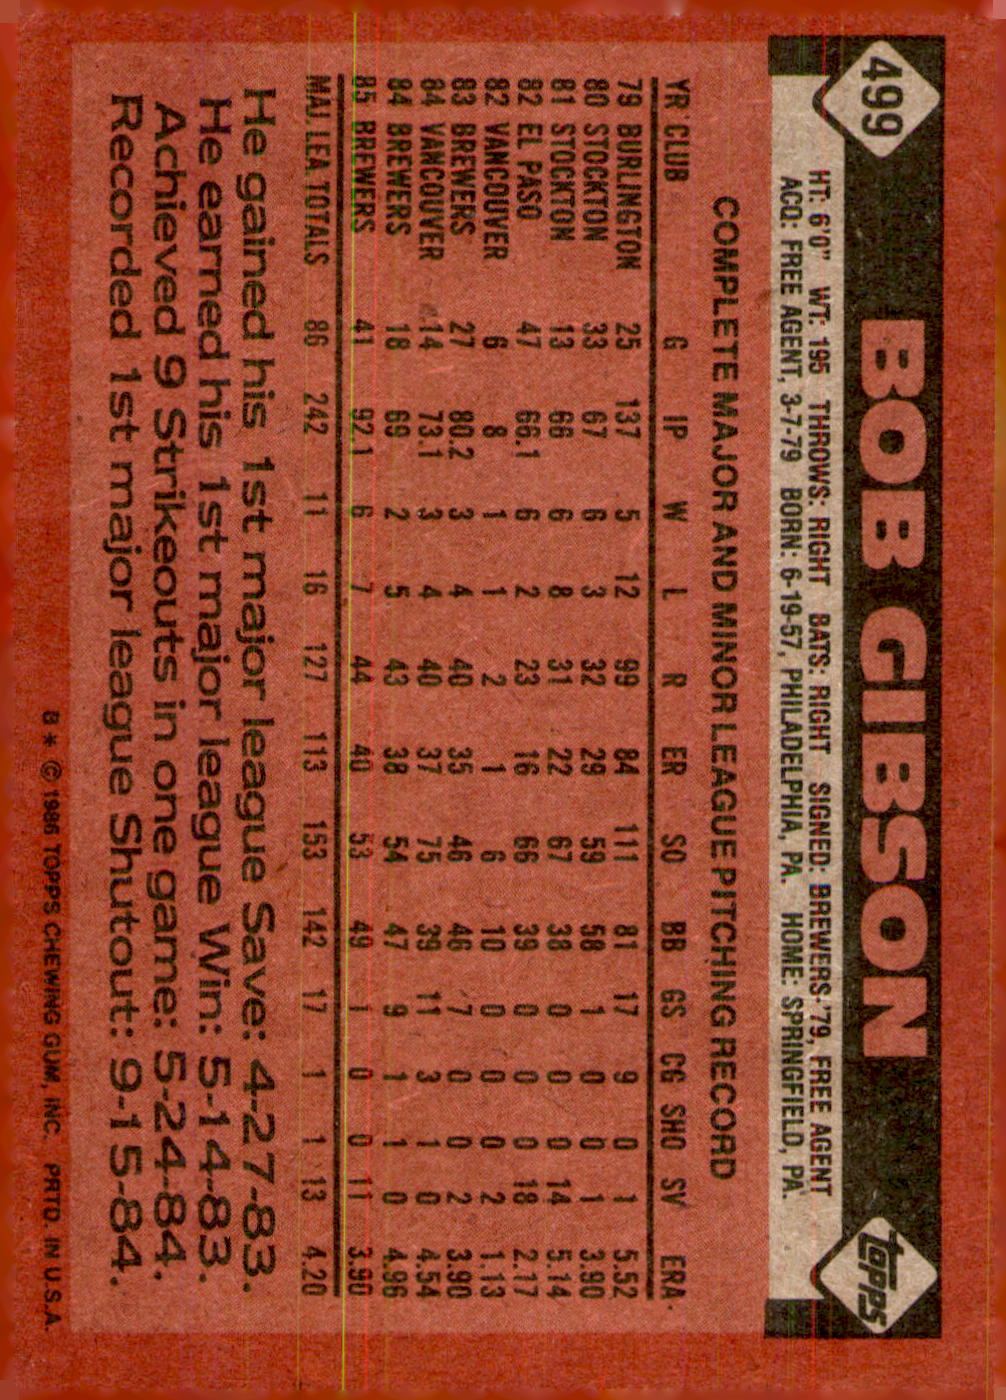 499
BOB GIBSON
topps
HT: 6'0" WT: 195 THROWS: RIGHT BATS: RIGHT SIGNED: BREWERS-'79, FREE AGENT
ACQ: FREE AGENT, 3-7-79 BORN: 6-19-57, PHILADELPHIA, PA. HOME: SPRINGFIELD, PA.
COMPLETE MAJOR AND MINOR LEAGUE PITCHING RECORD
YR CLUB G IP W L R ER SO BB GS CG SHO SV ERA.
79 BURLINGTON 25 137 5 12 99 84 111 81 17 9 0 1 5.52
80 STOCKTON 33 67 6 3 32 29 59 58 1 0 0 1 3.90
81 STOCKTON 13 66 6 8 31 22 67 38 0 0 0 14 5.14
82 EL PASO 47 66.1 6 2 23 16 66 39 0 0 0 18 2.17
82 VANCOUVER 6 8 1 1 2 1 6 10 0 0 0 2 1.13
83 BREWERS 27 80.2 3 4 40 35 46 46 7 0 0 2 3.90
84 VANCOUVER 14 73.1 3 4 40 37 75 39 11 3 1 0 4.54
84 BREWERS 18 69 2 5 43 38 54 47 9 1 1 0 4.96
85 BREWERS 41 92.1 6 7 44 40 53 49 1 0 0 11 3.90
MAJ. LEA. TOTALS 86 242 11 16 127 113 153 142 17 1 1 13 4.20
He gained his 1st major league Save: 4-27-83.
He earned his 1st major league Win: 5-14-83.
Achieved 9 Strikeouts in one game: 5-24-84.
Recorded 1st major league Shutout: 9-15-84.
B * © 1986 TOPPS CHEWING GUM, INC. PRTD. IN U.S.A.